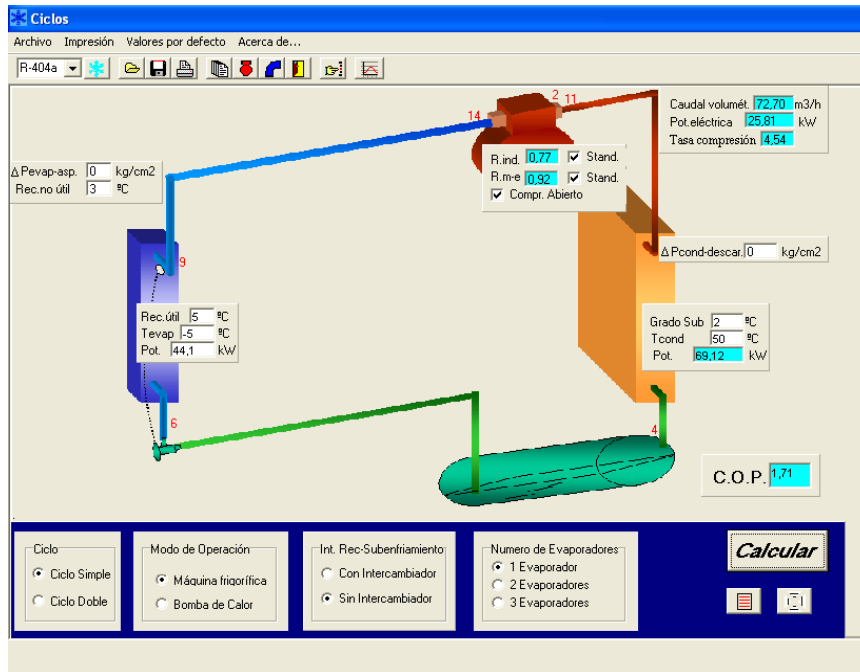 Ciclos
Archivo Impresión Valores por defecto Acerca de...
R-404a
Caudal volumét. 72,70 m3/h
Pot.eléctrica 25,81 kW
Tasa compresión 4,54
14
2
11
R.ind. 0,77 Stand.
R.m-e 0,92 Stand.
Compr. Abierto
Δ Pevap-asp. 0 kg/cm2
Rec.no útil 3 ºC
9
Δ Pcond-descar. 0 kg/cm2
Rec.útil 5 ºC
Tevap -5 ºC
Pot. 44,1 kW
Grado Sub 2 ºC
Tcond 50 ºC
Pot. 69,12 kW
6
4
C.O.P. 1,71
Ciclo
Ciclo Simple
Ciclo Doble
Modo de Operación
Máquina frigorífica
Bomba de Calor
Int. Rec-Subenfriamiento
Con Intercambiador
Sin Intercambiador
Numero de Evaporadores
1 Evaporador
2 Evaporadores
3 Evaporadores
Calcular